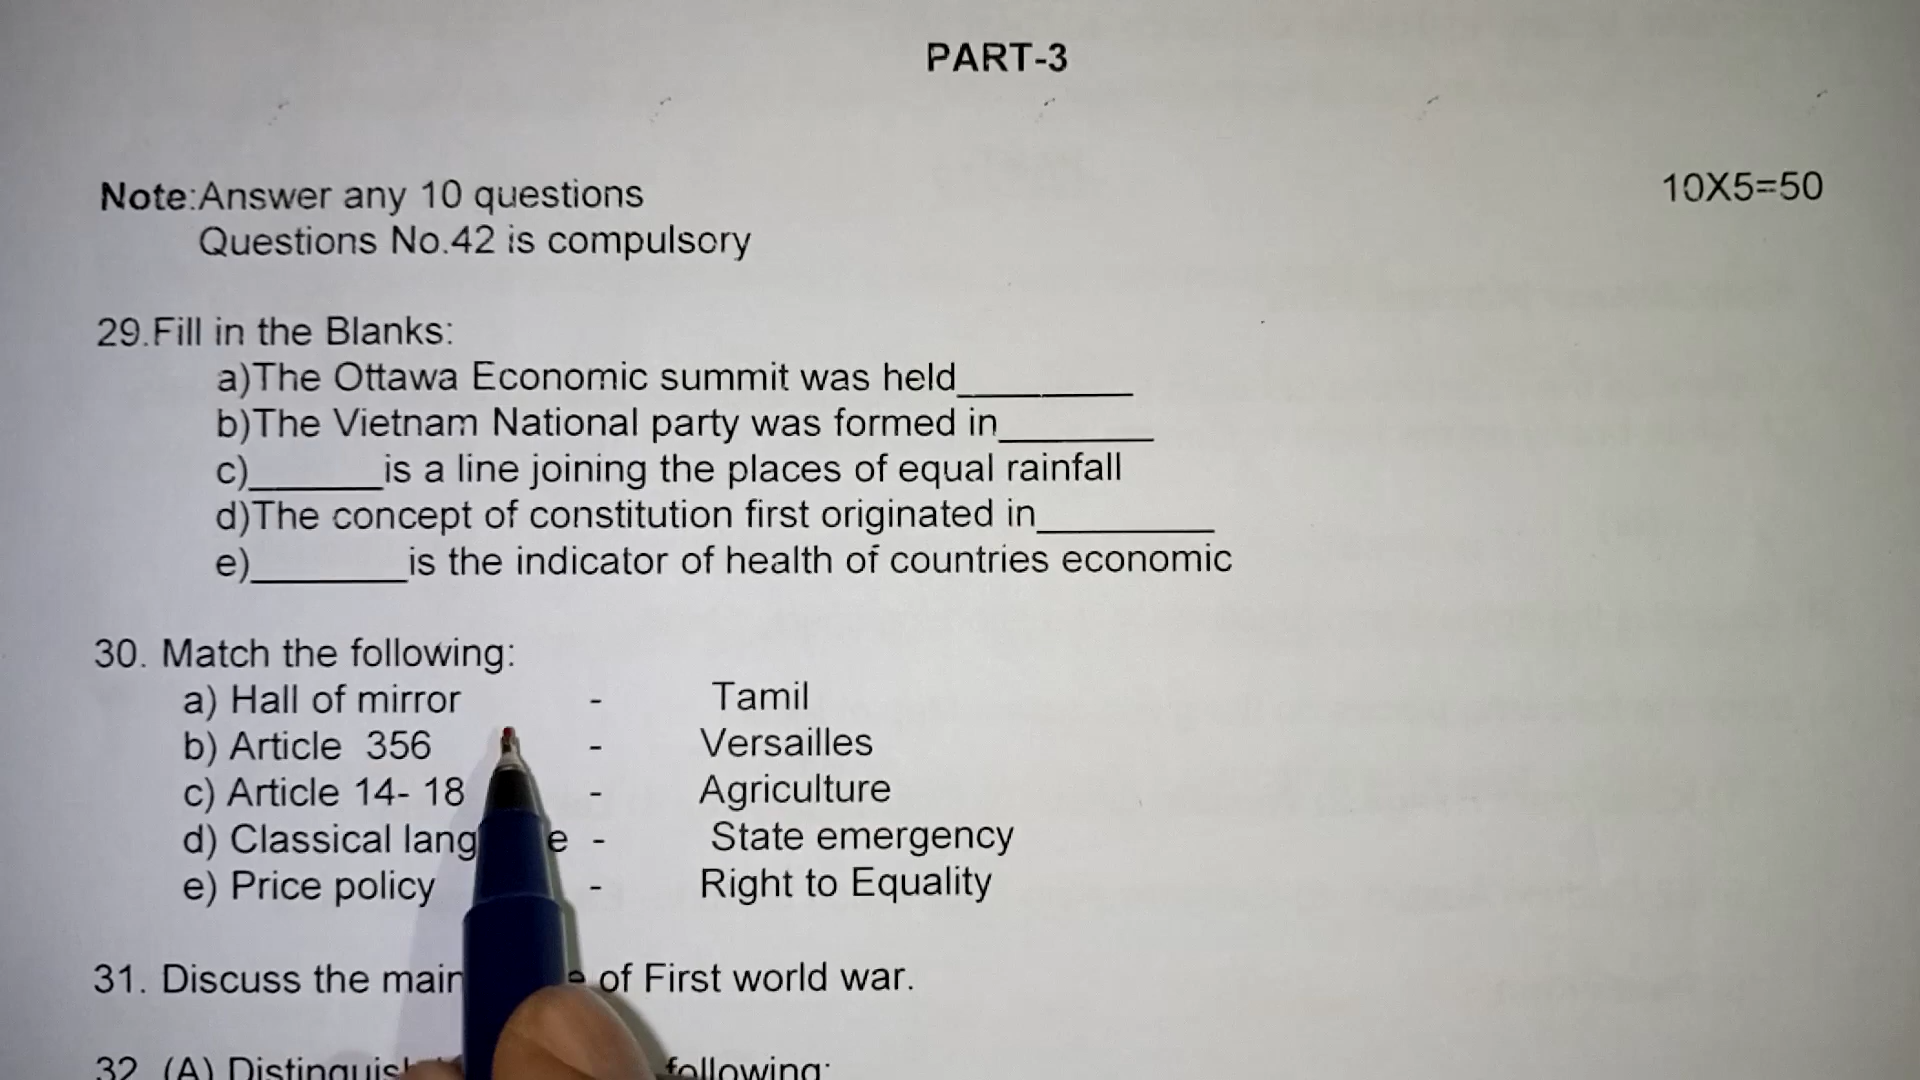 PART-3
Note:Answer any 10 questions 10X5=50
Questions No.42 is compulsory
29.Fill in the Blanks:
a)The Ottawa Economic summit was held_________
b)The Vietnam National party was formed in________
c)_______is a line joining the places of equal rainfall
d)The concept of constitution first originated in_________
e)________is the indicator of health of countries economic
30. Match the following:
a) Hall of mirror - Tamil
b) Article 356 - Versailles
c) Article 14- 18 - Agriculture
d) Classical - State emergency
e) Price policy - Right to Equality
31. Discuss the of First world war.
32 (A) following: